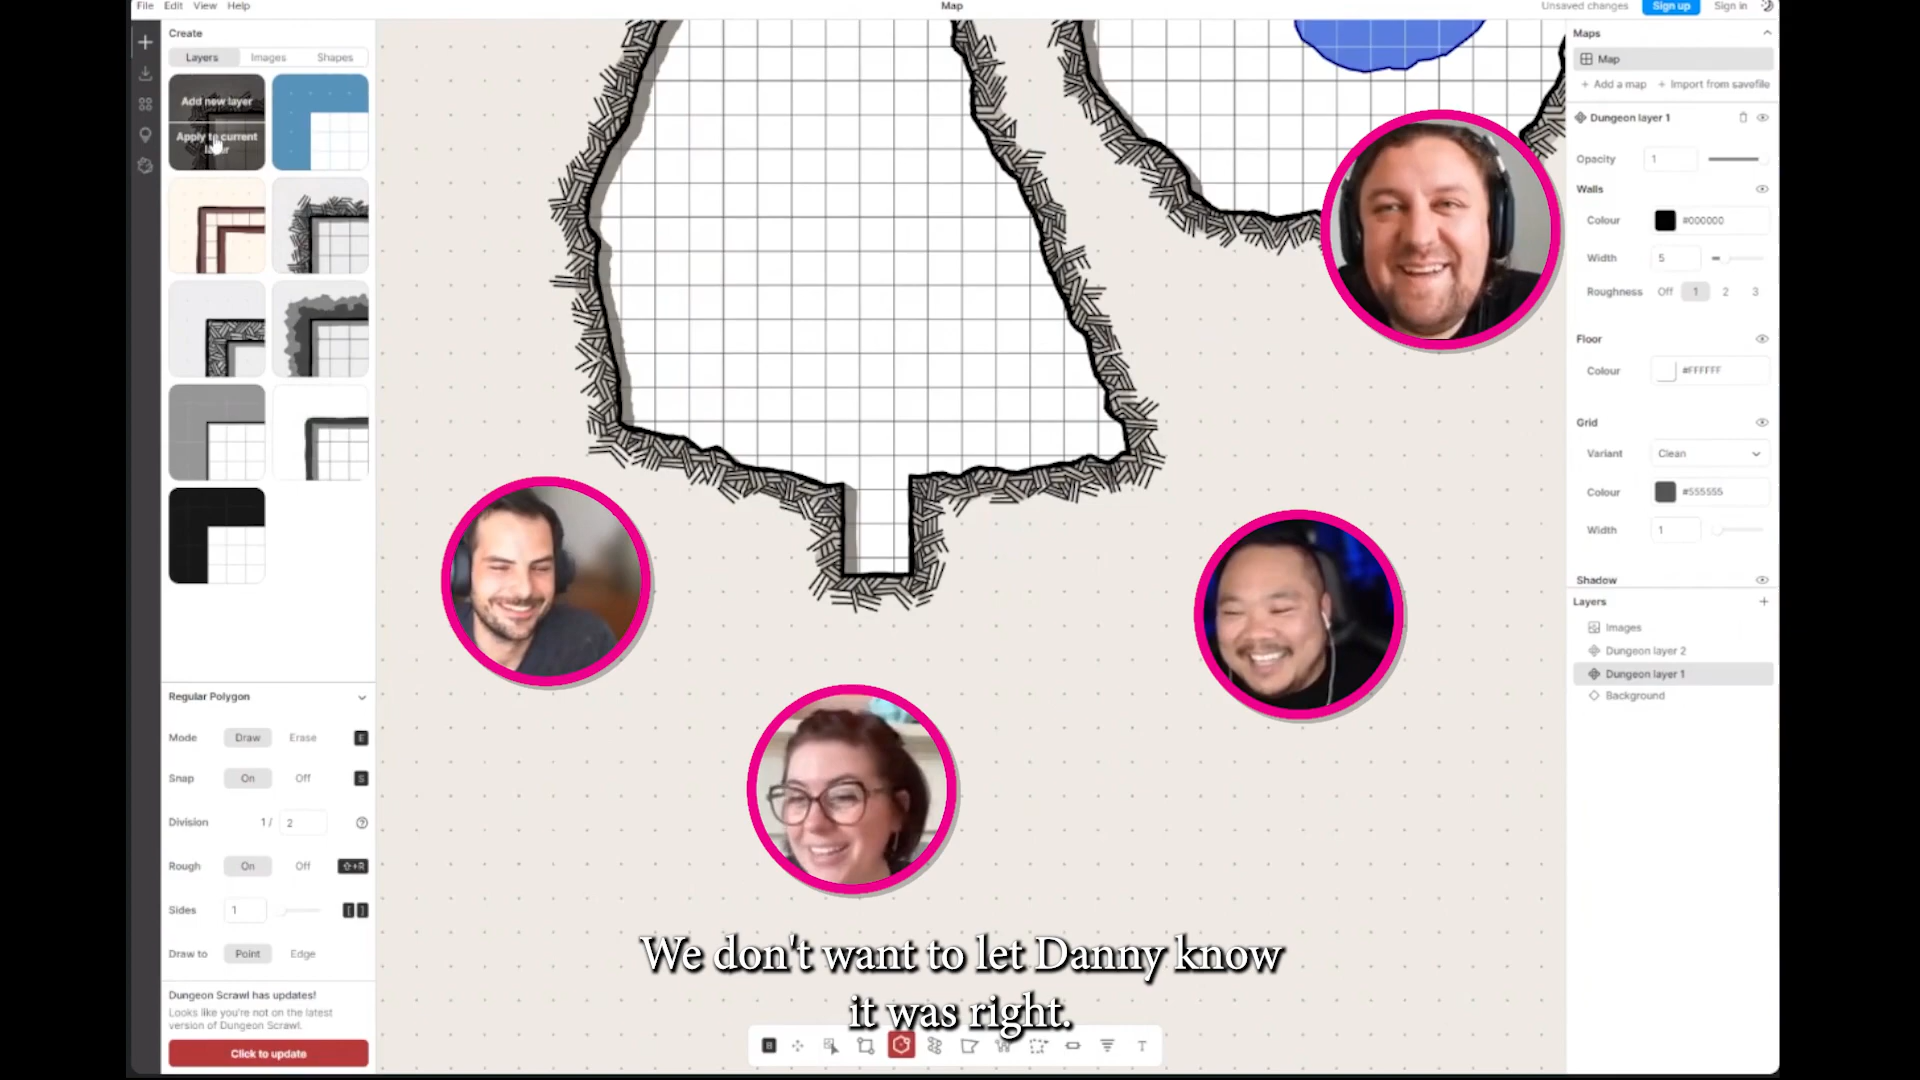 File Edit View Help
Map
Unsaved changes
Sign up
Sign in
Create
Layers Images Shapes
Add new layer
Apply to current
layer
Regular Polygon
Mode Draw Erase E
Snap On Off S
Division 1/ 2
Rough On Off ⇧+R
Sides 1 [ ]
Draw to Point Edge
Dungeon Scrawl has updates!
Looks like you're not on the latest
version of Dungeon Scrawl.
Click to update
Maps
Map
+ Add a map + Import from savefile
Dungeon layer 1
Opacity 1
Walls
Colour #000000
Width 5
Roughness Off 1 2 3
Floor
Colour #FFFFFF
Grid
Variant Clean
Colour #555555
Width 1
Shadow
Layers
Images
Dungeon layer 2
Dungeon layer 1
Background
We don't want to let Danny know
it was right.
T